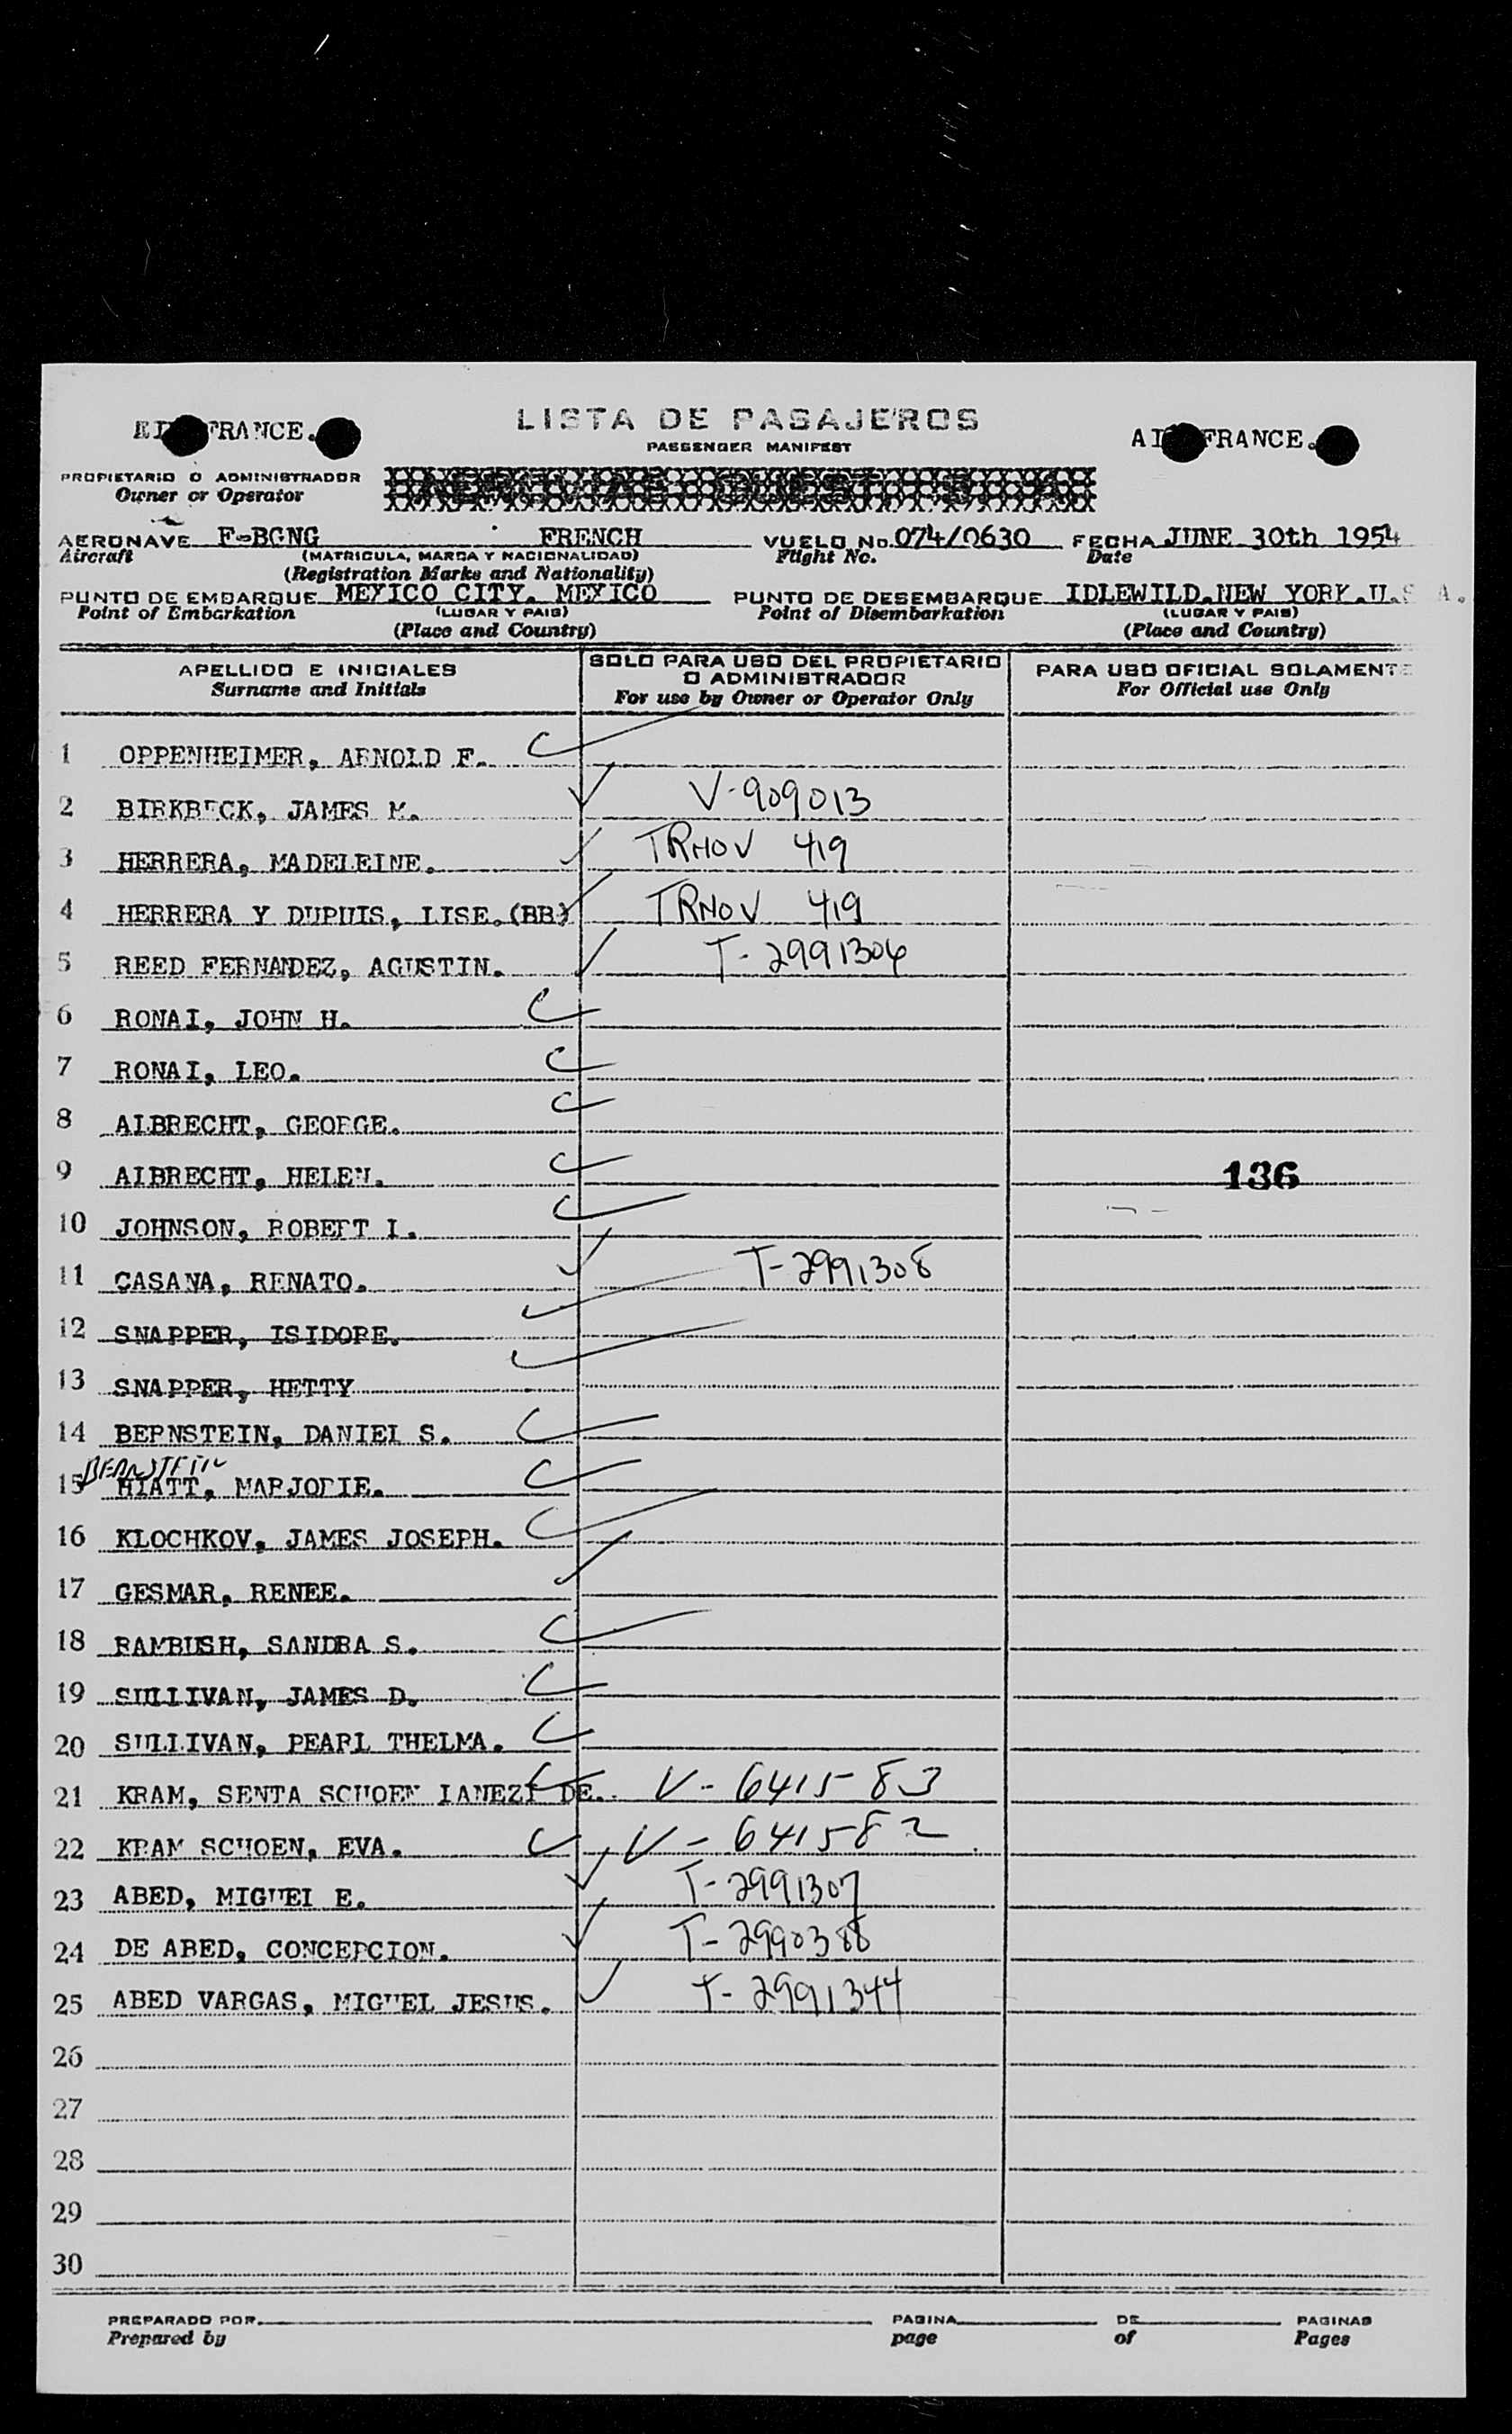 LISTA DE PASAJEROS
FRANCE. FRANCE.
PASSENGER MANIFEST
PROPIETARIO O ADMINISTRADOR
Owner or Operator
AERONAVE F-BGNG FRENCH VUELO No. 074/0630 FECHA JUNE 30th 1954
Aircraft (MATRICULA, MARCA Y NACIONALIDAD) Flight No. Date
(Registration Marks and Nationality)
PUNTO DE EMBARQUE MEXICO CITY. MEXICO PUNTO DE DESEMBARQUE IDLEWILD.NEW YORK.U.S A.
Point of Embarkation (LUGAR Y PAIS) Point of Disembarkation (LUGAR Y PAIS)
(Place and Country) (Place and Country)
APELLIDO E INICIALES SOLO PARA USO DEL PROPIETARIO PARA USO OFICIAL SOLAMENTE
Surname and Initials O ADMINISTRADOR For Official use Only
For use by Owner or Operator Only
1 OPPENHEIMER, ARNOLD F.
2 BIRKBECK, JAMES M. V-909013
3 HERRERA, MADELEINE. TRNOV 419
4 HERRERA Y DUPUIS, LISE.(BB) TRNOV 419
5 REED FERNANDEZ, AGUSTIN. T-2991306
6 RONAI, JOHN H.
7 RONAI, LEO.
8 ALBRECHT, GEORGE.
9 ALBRECHT, HELEN. 136
10 JOHNSON, ROBERT L.
11 CASANA, RENATO. T-2991308
12 SNAPPER, ISIDORE.
13 SNAPPER, HETTY
14 BERNSTEIN, DANIEL S.
BERNSTEIN
15 HIATT, MARJORIE.
16 KLOCHKOV, JAMES JOSEPH.
17 GESMAR, RENEE.
18 RAMBUSH, SANDRA S.
19 SULLIVAN, JAMES D.
20 SULLIVAN, PEARL THELMA.
21 KRAM, SENTA SCHOEN LANEZI DE. V-641583
22 KRAM SCHOEN, EVA. V-641582
23 ABED, MIGUEL E. T-2991307
24 DE ABED, CONCEPCION. T-2990388
25 ABED VARGAS, MIGUEL JESUS. T-2991344
26
27
28
29
30
PREPARADO POR PAGINA DE PAGINAS
Prepared by page of Pages